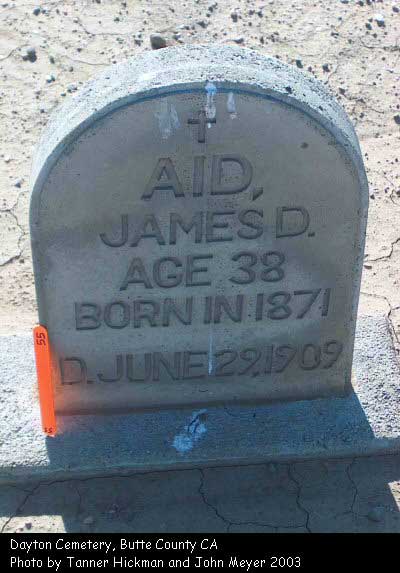 AID,
JAMES D.
AGE 38
BORN IN 1871
D. JUNE 29, 1909
55
55
Dayton Cemetery, Butte County CA
Photo by Tanner Hickman and John Meyer 2003